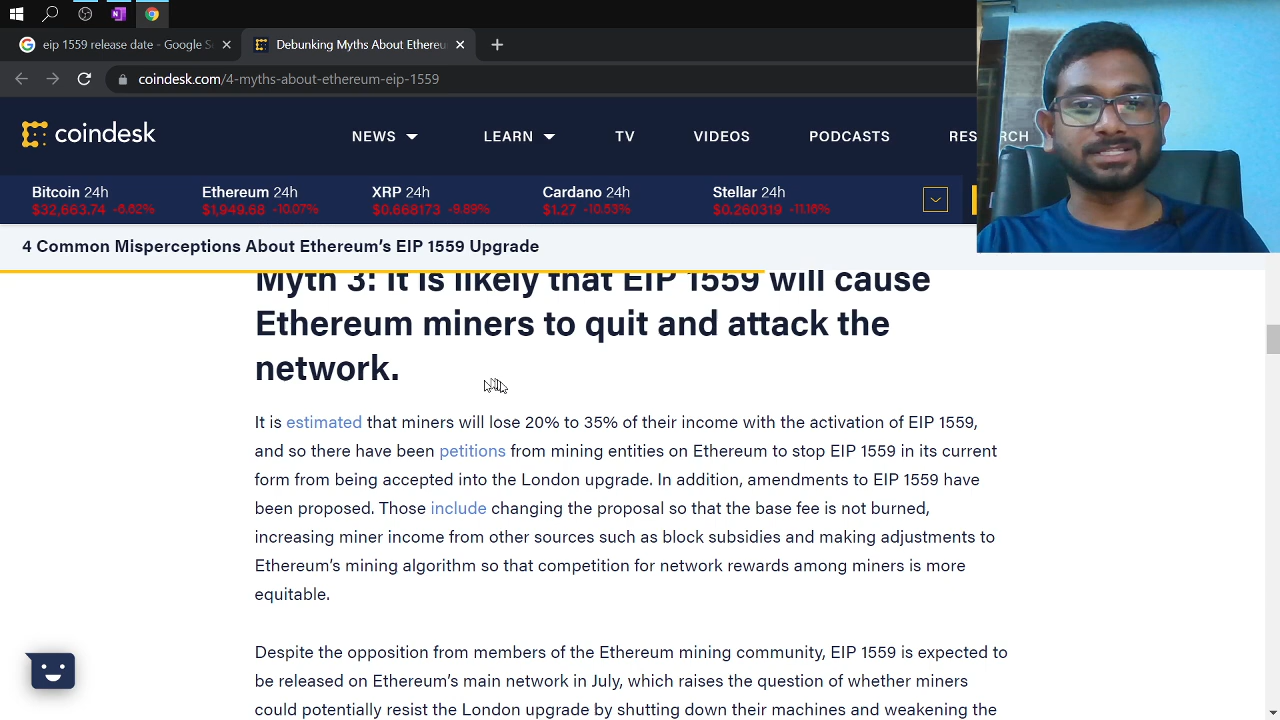 eip 1559 release date - Google S
Debunking Myths About Ethereu
coindesk.com/4-myths-about-ethereum-eip-1559
coindesk
NEWS LEARN TV VIDEOS PODCASTS RESEARCH
Bitcoin 24h Ethereum 24h XRP 24h Cardano 24h Stellar 24h
$32,663.74 -6.62% $1,949.68 -10.07% $0.668173 -9.89% $1.27 -10.53% $0.260319 -11.16%
4 Common Misperceptions About Ethereum’s EIP 1559 Upgrade
Myth 3: It is likely that EIP 1559 will cause
Ethereum miners to quit and attack the
network.
It is estimated that miners will lose 20% to 35% of their income with the activation of EIP 1559,
and so there have been petitions from mining entities on Ethereum to stop EIP 1559 in its current
form from being accepted into the London upgrade. In addition, amendments to EIP 1559 have
been proposed. Those include changing the proposal so that the base fee is not burned,
increasing miner income from other sources such as block subsidies and making adjustments to
Ethereum’s mining algorithm so that competition for network rewards among miners is more
equitable.
Despite the opposition from members of the Ethereum mining community, EIP 1559 is expected to
be released on Ethereum’s main network in July, which raises the question of whether miners
could potentially resist the London upgrade by shutting down their machines and weakening the